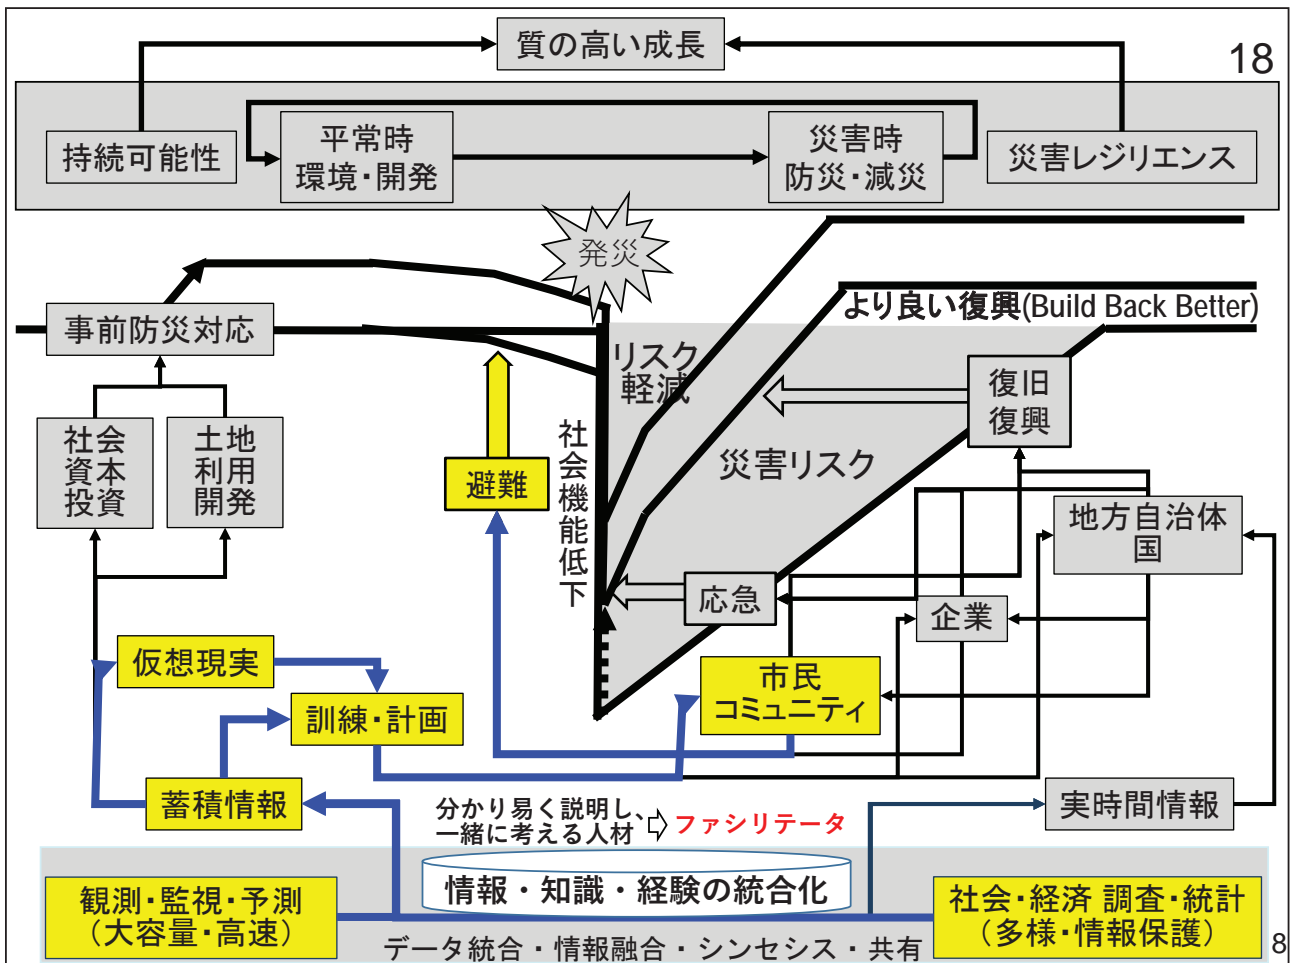 質の高い成長
18
持続可能性
平常時
環境・開発
災害時
防災・減災
災害レジリエンス
発災
事前防災対応
より良い復興(Build Back Better)
リスク
軽減
復旧
復興
社会
資本
投資
土地
利用
開発
避難
社会機能低下
災害リスク
地方自治体
国
応急
企業
仮想現実
市民
コミュニティ
訓練・計画
蓄積情報
分かり易く説明し、
一緒に考える人材
ファシリテータ
実時間情報
情報・知識・経験の統合化
観測・監視・予測
（大容量・高速）
社会・経済 調査・統計
（多様・情報保護）
データ統合・情報融合・シンセシス・共有
8